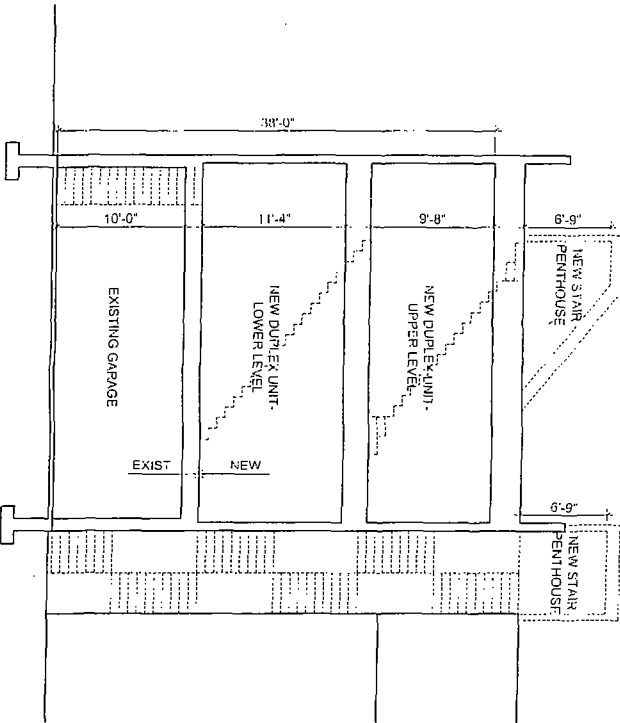 38'-0"
10'-0"
11'-4"
9'-8"
6'-9"
NEW STAIR
PENTHOUSE
NEW DUPLEX UNIT-
UPPER LEVEL
NEW DUPLEX UNIT-
LOWER LEVEL
EXISTING GARAGE
EXIST
NEW
6'-9"
NEW STAIR
PENTHOUSE